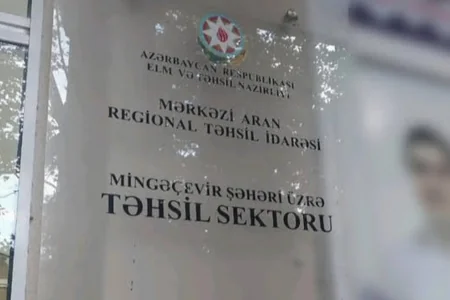 AZƏRBAYCAN RESPUBLİKASI
ELM VƏ TƏHSİL NAZİRLİYİ
MƏRKƏZİ ARAN
REGIONAL TƏHSİL İDARƏSİ
MİNGƏÇEVİR ŞƏHƏRİ ÜZRƏ
TƏHSİL SEKTORU